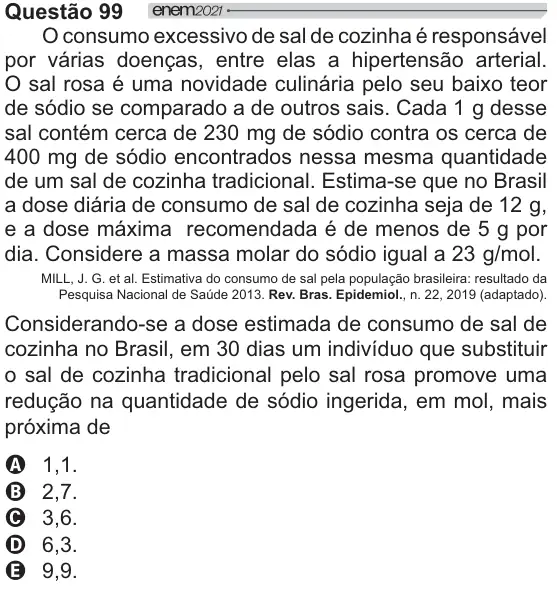 Questão 99 enem2021
O consumo excessivo de sal de cozinha é responsável
por várias doenças, entre elas a hipertensão arterial.
O sal rosa é uma novidade culinária pelo seu baixo teor
de sódio se comparado a de outros sais. Cada 1 g desse
sal contém cerca de 230 mg de sódio contra os cerca de
400 mg de sódio encontrados nessa mesma quantidade
de um sal de cozinha tradicional. Estima-se que no Brasil
a dose diária de consumo de sal de cozinha seja de 12 g,
e a dose máxima recomendada é de menos de 5 g por
dia. Considere a massa molar do sódio igual a 23 g/mol.
MILL, J. G. et al. Estimativa do consumo de sal pela população brasileira: resultado da
Pesquisa Nacional de Saúde 2013. Rev. Bras. Epidemiol., n. 22, 2019 (adaptado).
Considerando-se a dose estimada de consumo de sal de
cozinha no Brasil, em 30 dias um indivíduo que substituir
o sal de cozinha tradicional pelo sal rosa promove uma
redução na quantidade de sódio ingerida, em mol, mais
próxima de
A 1,1.
B 2,7.
C 3,6.
D 6,3.
E 9,9.